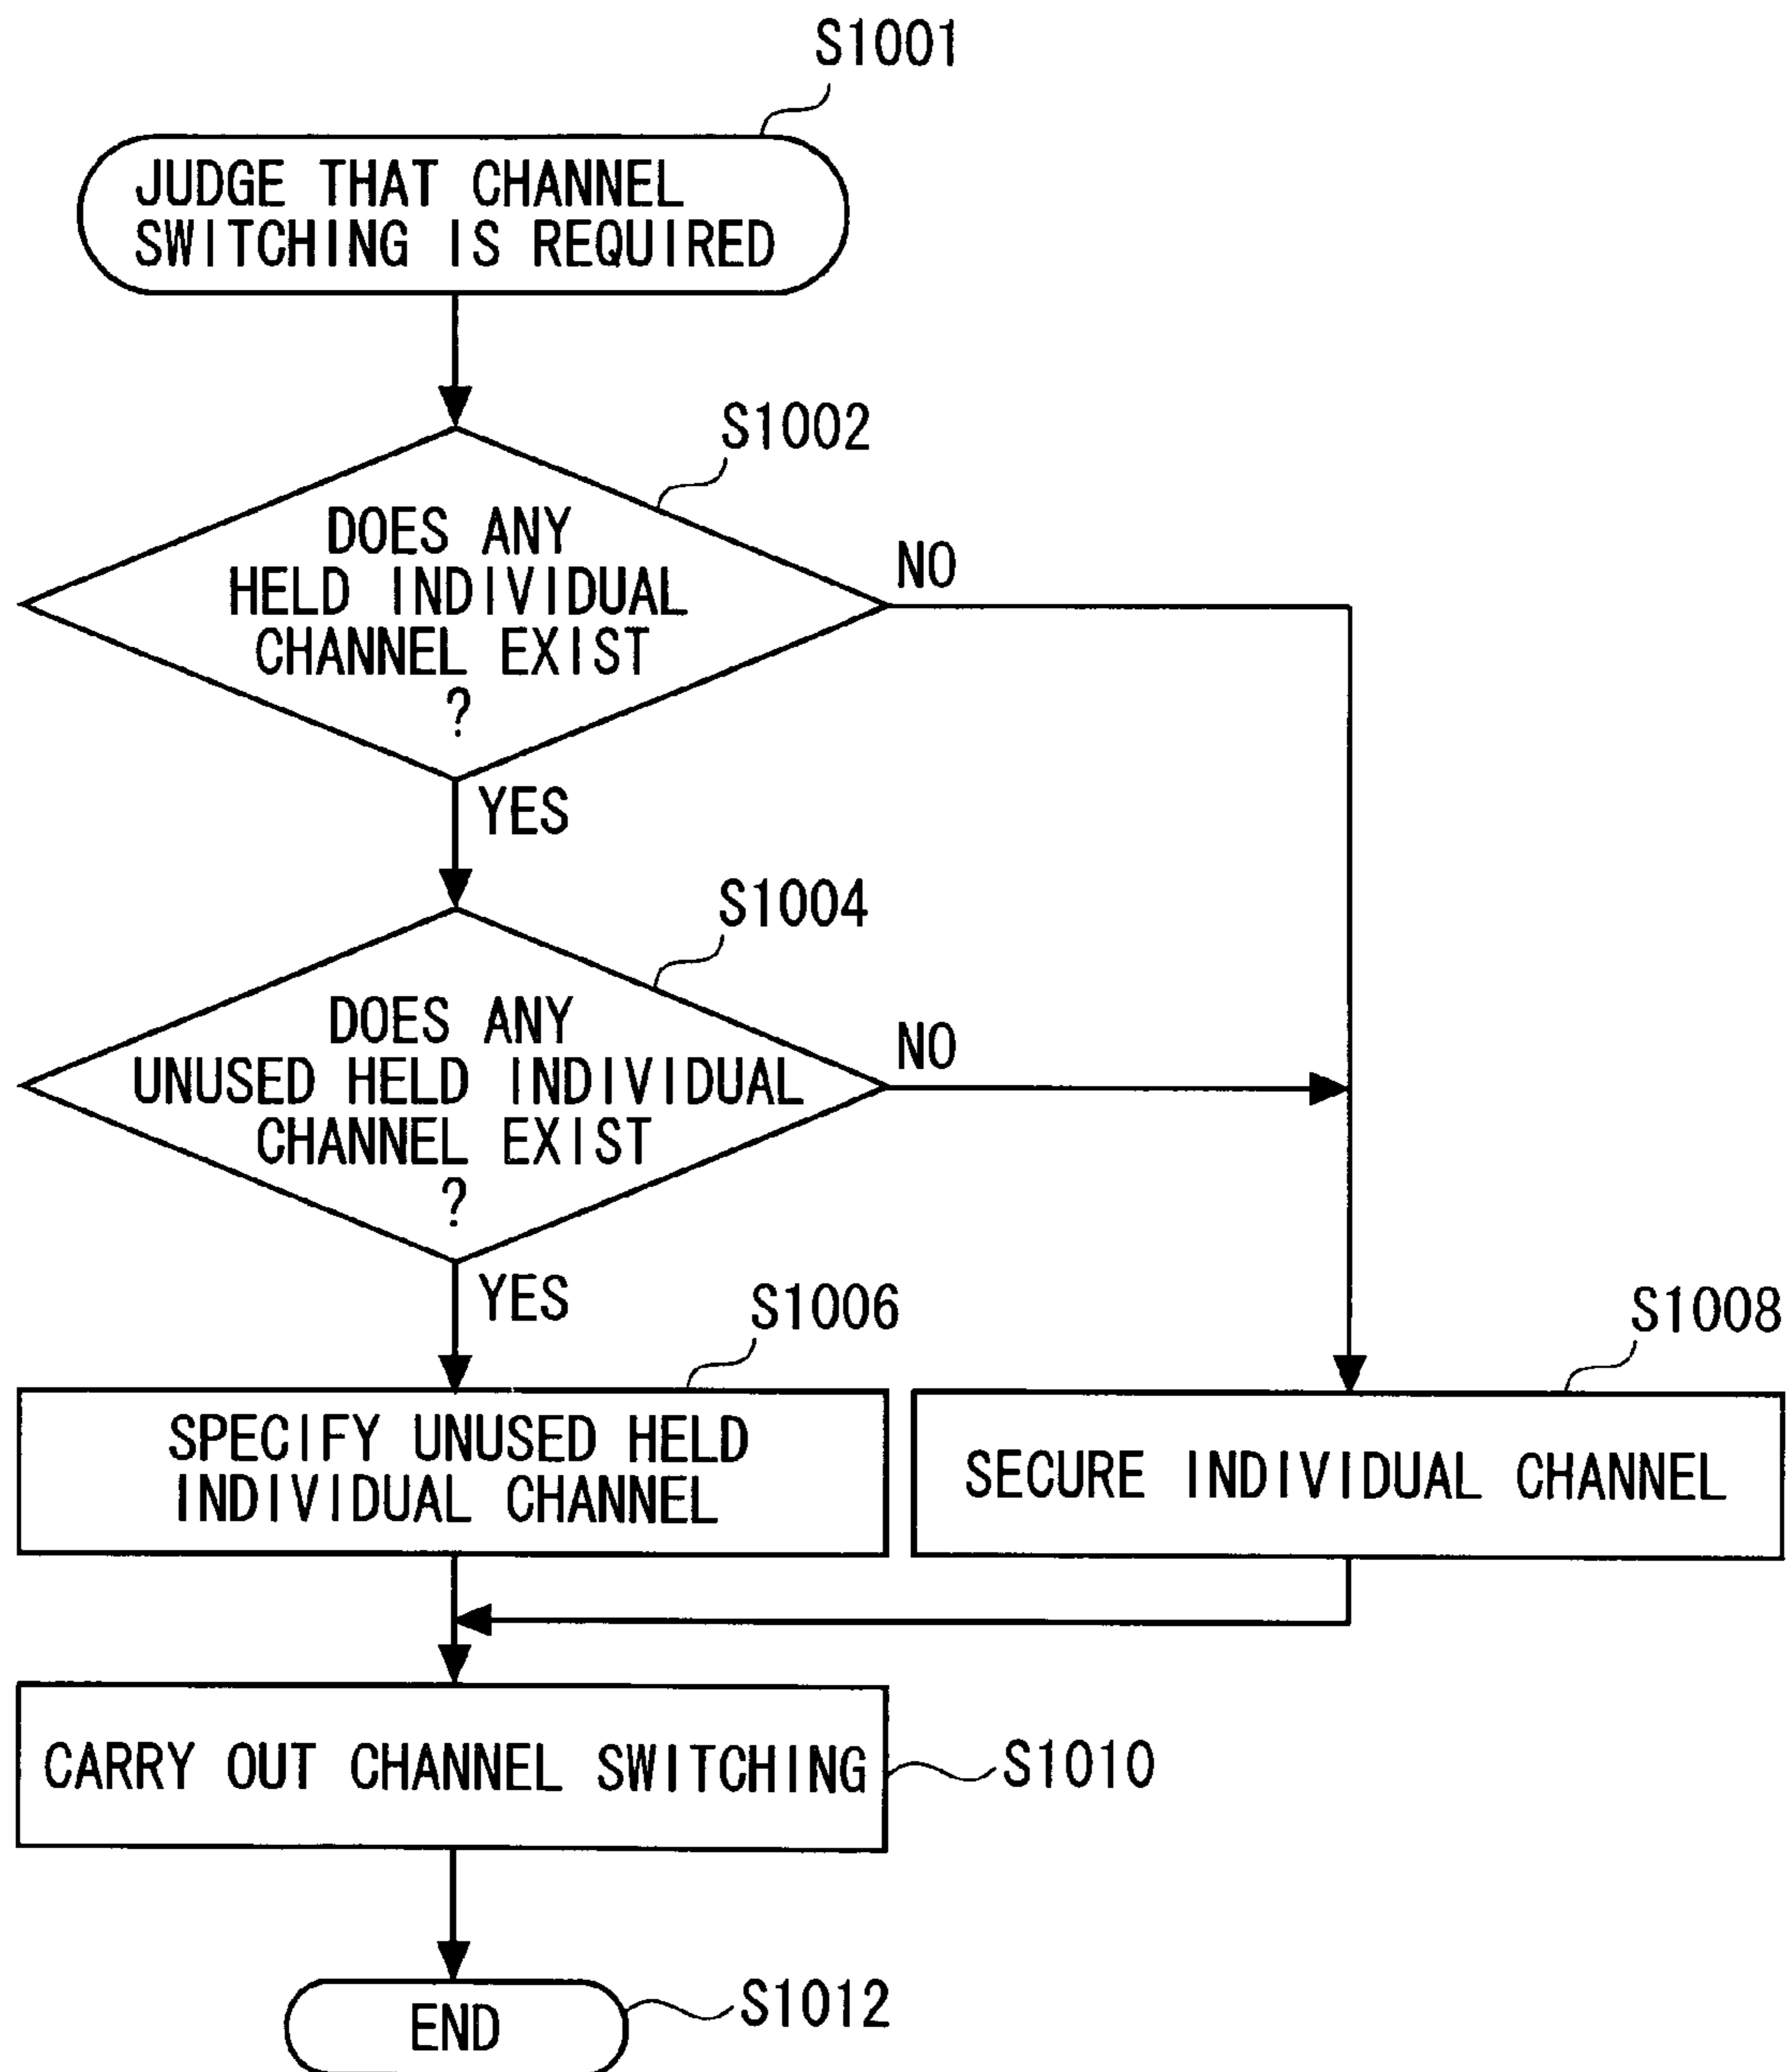 S1001
JUDGE THAT CHANNEL
SWITCHING IS REQUIRED
S1002
DOES ANY
HELD INDIVIDUAL
CHANNEL EXIST
?
NO
YES
S1004
DOES ANY
UNUSED HELD INDIVIDUAL
CHANNEL EXIST
?
NO
YES
S1006
SPECIFY UNUSED HELD
INDIVIDUAL CHANNEL
S1008
SECURE INDIVIDUAL CHANNEL
CARRY OUT CHANNEL SWITCHING
S1010
END
S1012